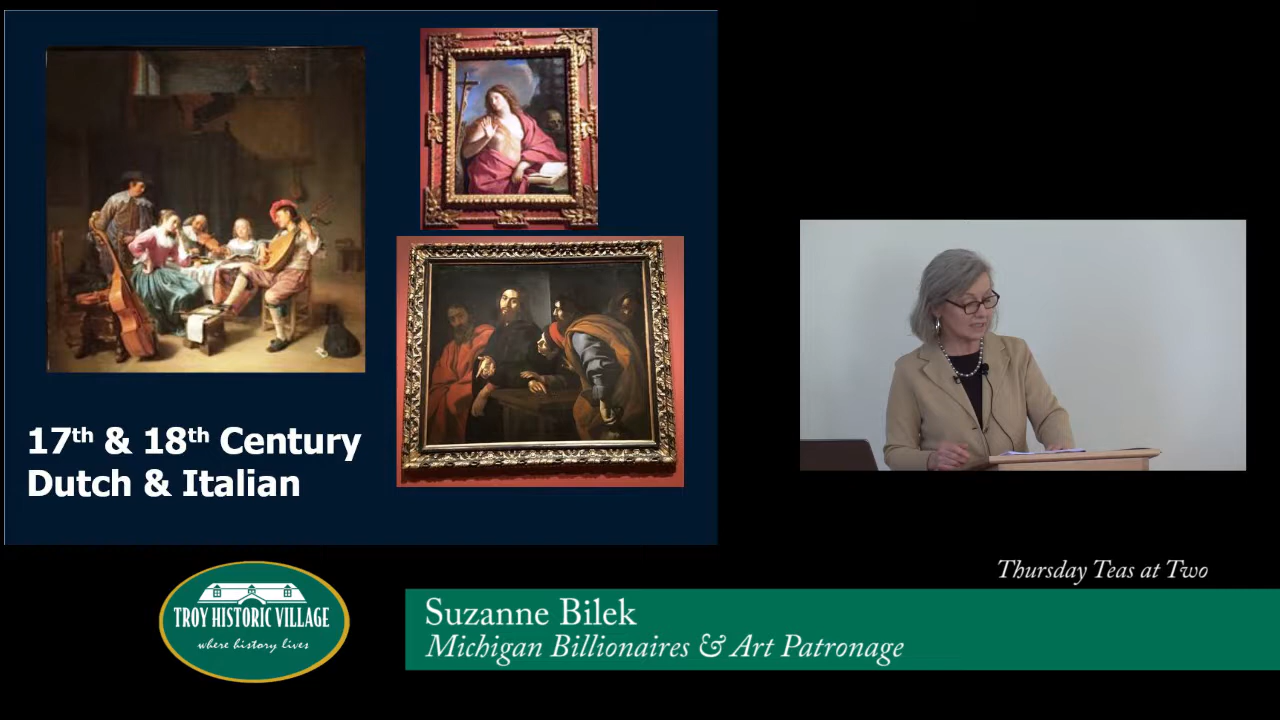 17th & 18th Century
Dutch & Italian
Thursday Teas at Two
TROY HISTORIC VILLAGE
where history lives
Suzanne Bilek
Michigan Billionaires & Art Patronage